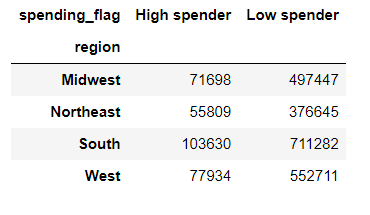 spending_flag High spender Low spender
region
Midwest 71698 497447
Northeast 55809 376645
South 103630 711282
West 77934 552711